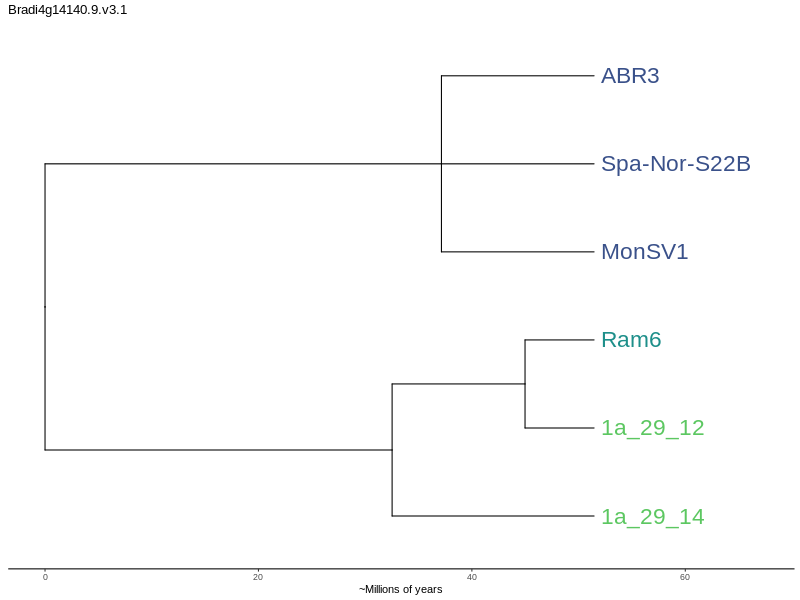 Bradi4g14140.9.v3.1
ABR3
Spa-Nor-S22B
MonSV1
Ram6
1a_29_12
1a_29_14
0 20 40 60
~Millions of years